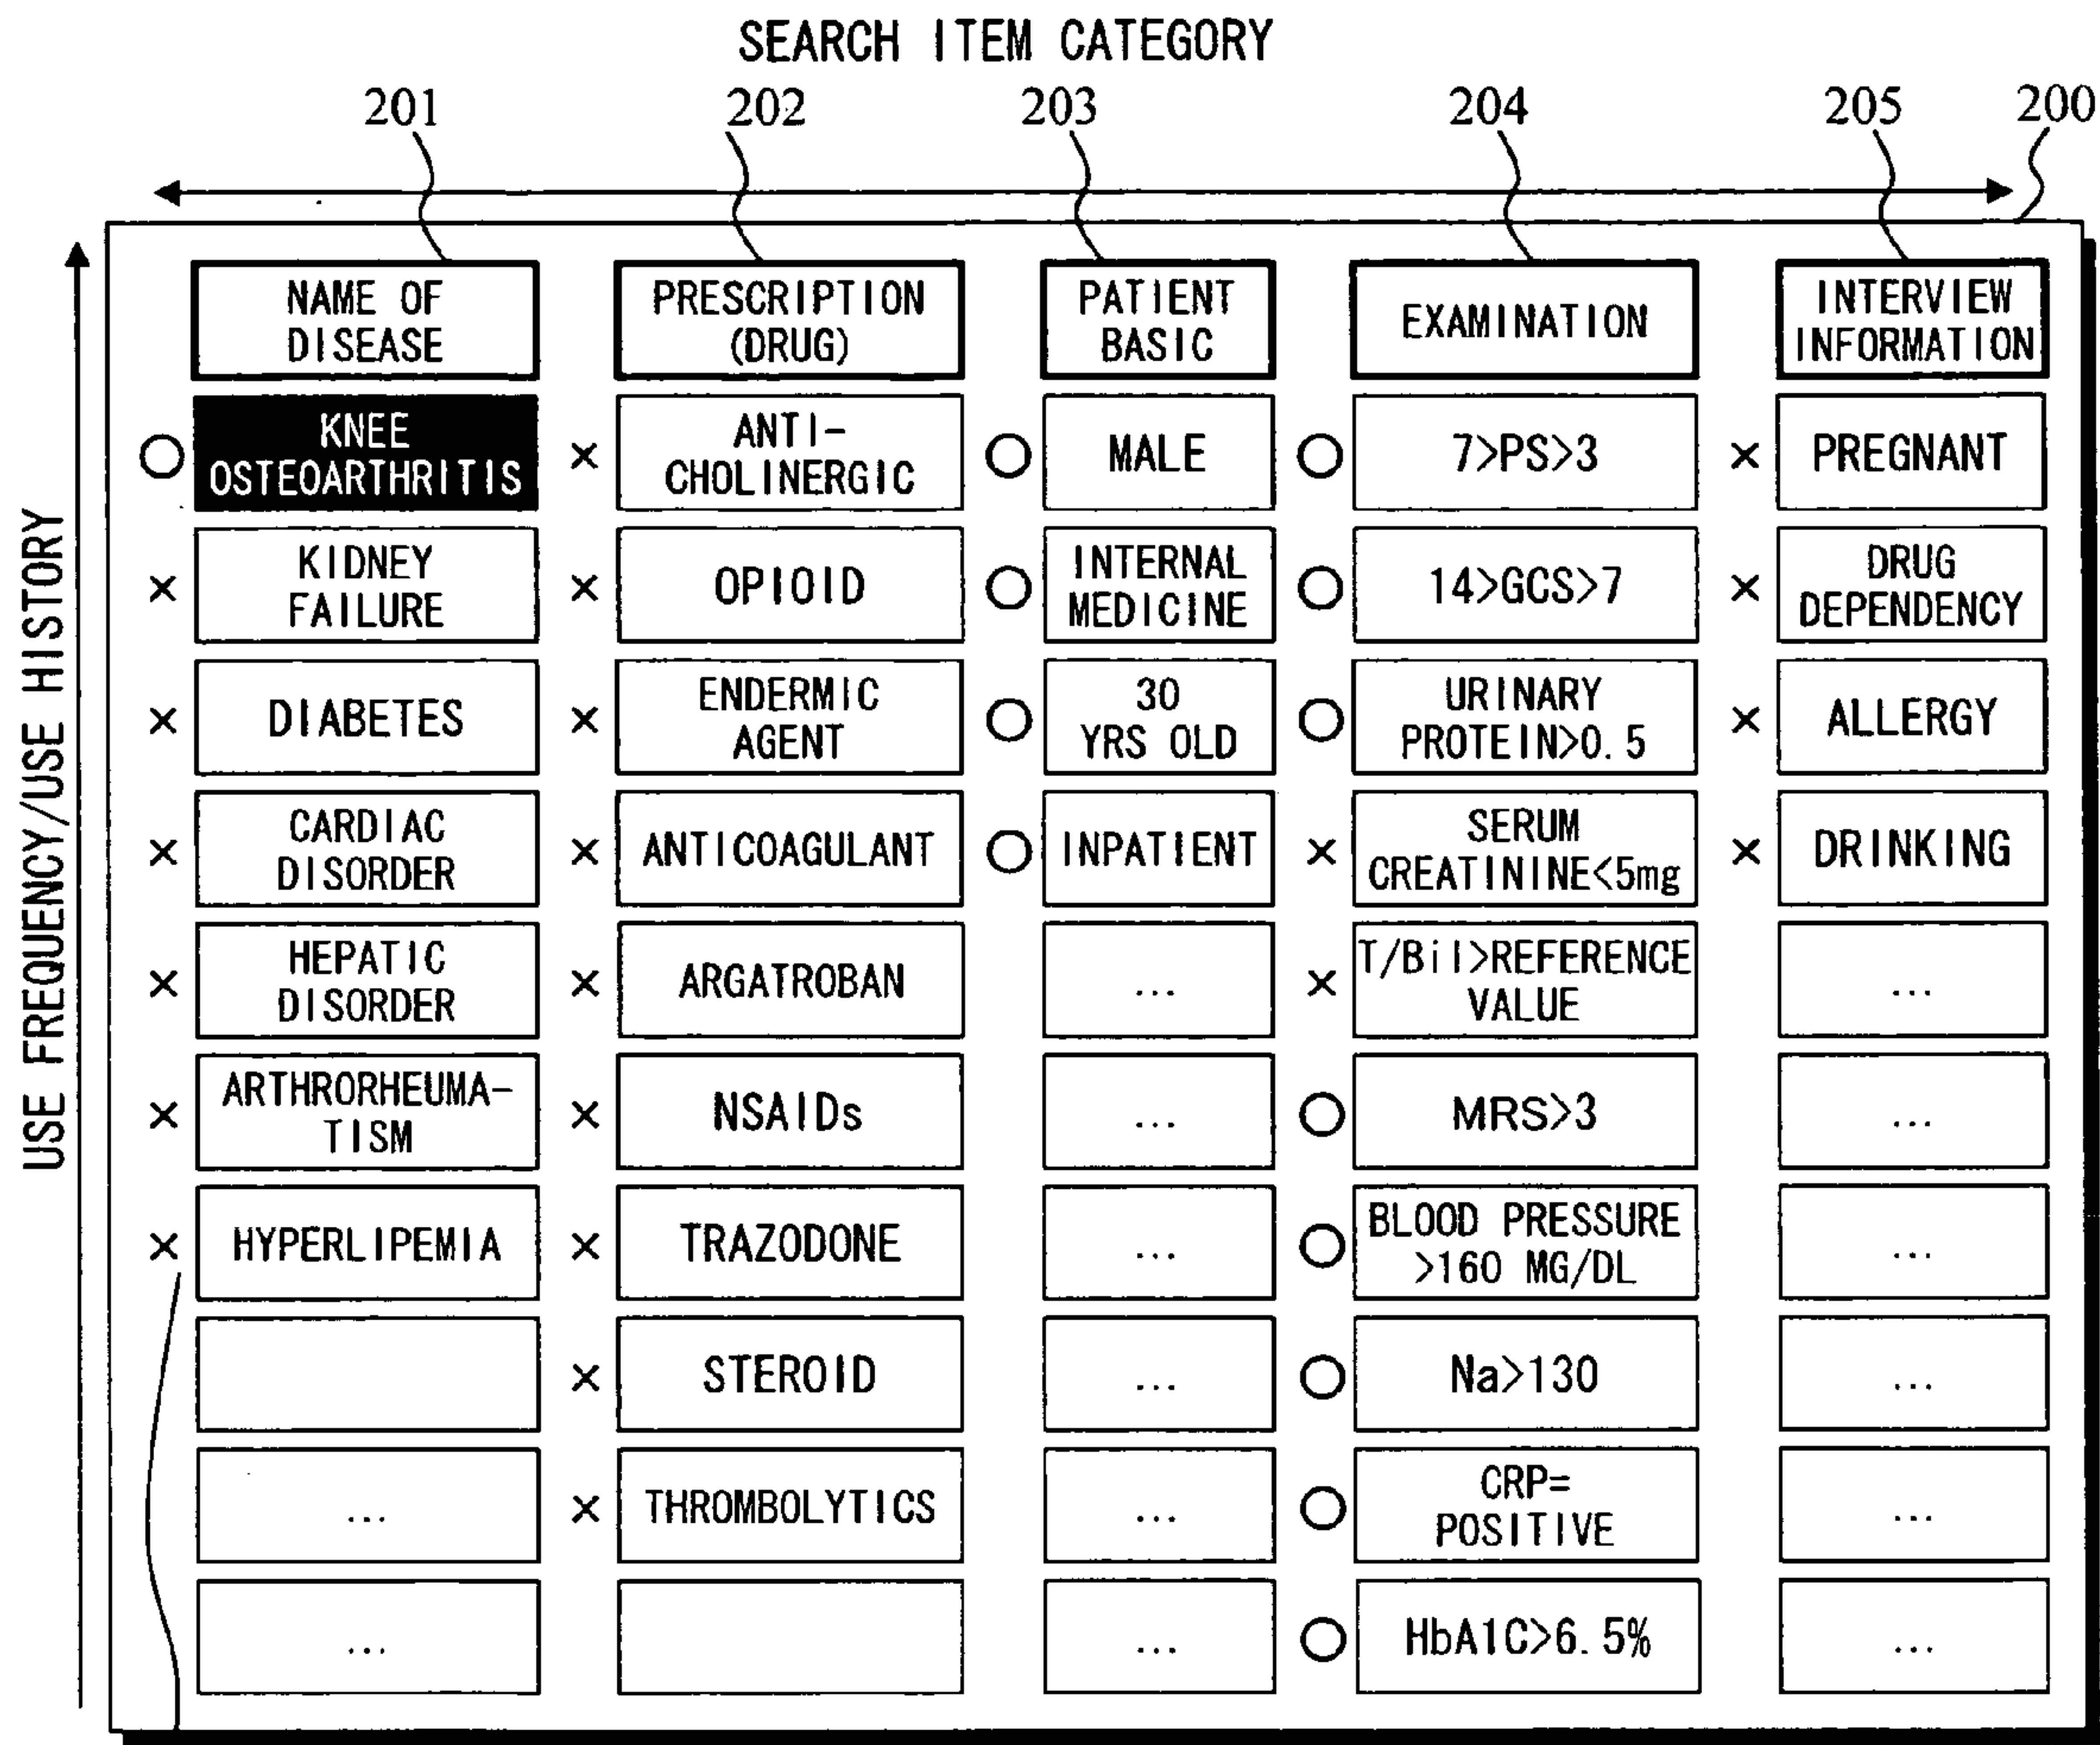 SEARCH ITEM CATEGORY
201 202 203 204 205 200
USE FREQUENCY/USE HISTORY
NAME OF
DISEASE
PRESCRIPTION
(DRUG)
PATIENT
BASIC
EXAMINATION
INTERVIEW
INFORMATION
○ KNEE
OSTEOARTHRITIS
× ANTI-
CHOLINERGIC
○ MALE
○ 7>PS>3
× PREGNANT
× KIDNEY
FAILURE
× OPIOID
○ INTERNAL
MEDICINE
○ 14>GCS>7
× DRUG
DEPENDENCY
× DIABETES
× ENDERMIC
AGENT
○ 30
YRS OLD
○ URINARY
PROTEIN>0.5
× ALLERGY
× CARDIAC
DISORDER
× ANTICOAGULANT
○ INPATIENT
× SERUM
CREATININE<5mg
× DRINKING
× HEPATIC
DISORDER
× ARGATROBAN
...
× T/Bil>REFERENCE
VALUE
...
× ARTHRORHEUMA-
TISM
× NSAIDs
...
○ MRS>3
...
× HYPERLIPEMIA
× TRAZODONE
...
○ BLOOD PRESSURE
>160 MG/DL
...
× STEROID
...
○ Na>130
...
...
× THROMBOLYTICS
...
○ CRP=
POSITIVE
...
...
...
○ HbA1C>6.5%
...